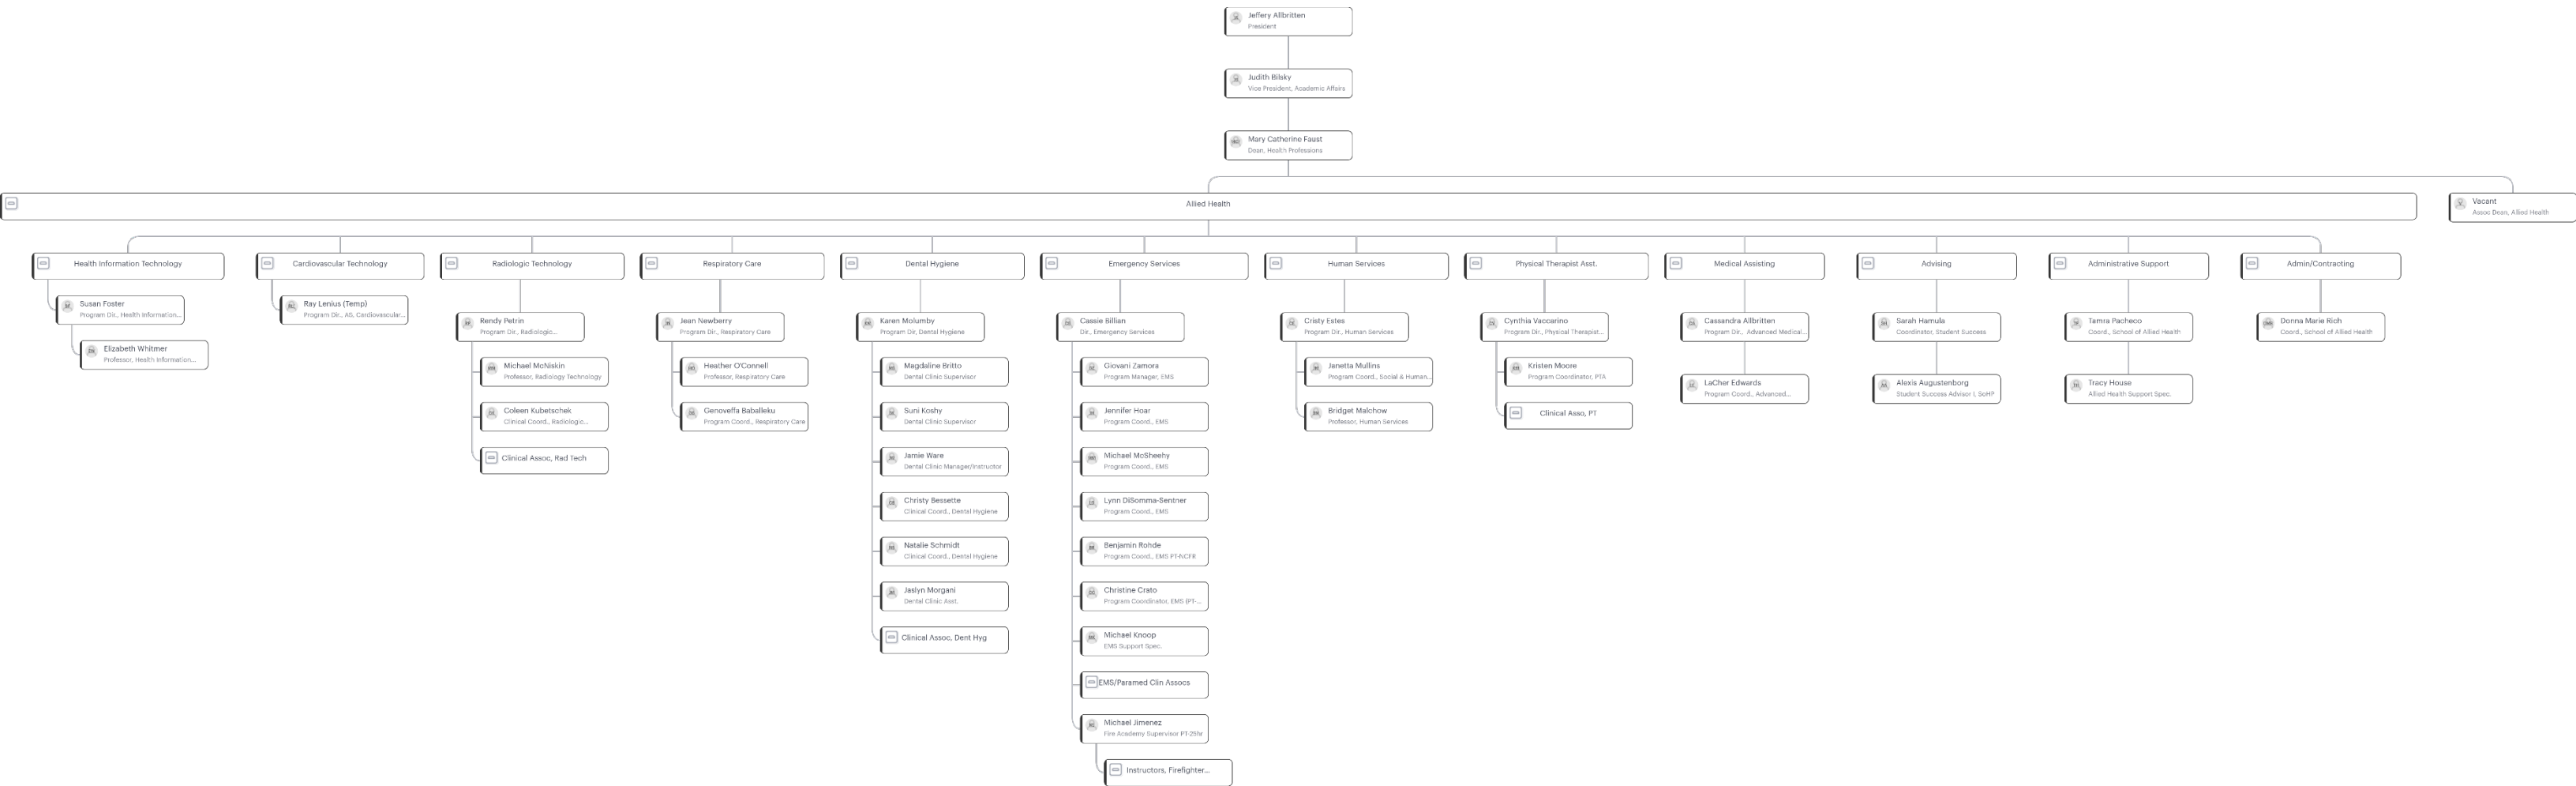 Jeffery Allbritten
President
Judith Bilsky
Vice President, Academic Affairs
Mary Catherine Faust
Dean, Health Professions
Allied Health
Vacant
Assoc Dean, Allied Health
Health Information Technology
Susan Foster
Program Dir., Health Information...
Elizabeth Whitmer
Professor, Health Information...
Cardiovascular Technology
Ray Lenius (Temp)
Program Dir., AS, Cardiovascular...
Radiologic Technology
Rendy Petrin
Program Dir., Radiologic...
Michael McNiskin
Professor, Radiology Technology
Coleen Kubetschek
Clinical Coord., Radiologic...
Clinical Assoc, Rad Tech
Respiratory Care
Jean Newberry
Program Dir., Respiratory Care
Heather O'Connell
Professor, Respiratory Care
Genoveffa Baballeku
Program Coord., Respiratory Care
Dental Hygiene
Karen Molumby
Program Dir, Dental Hygiene
Magdaline Britto
Dental Clinic Supervisor
Suni Koshy
Dental Clinic Supervisor
Jamie Ware
Dental Clinic Manager/Instructor
Christy Bessette
Clinical Coord., Dental Hygiene
Natalie Schmidt
Clinical Coord., Dental Hygiene
Jaslyn Morgani
Dental Clinic Asst.
Clinical Assoc, Dent Hyg
Emergency Services
Cassie Billian
Dir., Emergency Services
Giovani Zamora
Program Manager, EMS
Jennifer Hoar
Program Coord., EMS
Michael McSheehy
Program Coord., EMS
Lynn DiSomma-Sentner
Program Coord., EMS
Benjamin Rohde
Program Coord., EMS PT-NCFR
Christine Crato
Program Coordinator, EMS (PT-...
Michael Knoop
EMS Support Spec.
EMS/Paramed Clin Assocs
Michael Jimenez
Fire Academy Supervisor PT-25hr
Instructors, Firefighter...
Human Services
Cristy Estes
Program Dir., Human Services
Janetta Mullins
Program Coord., Social & Human...
Bridget Malchow
Professor, Human Services
Physical Therapist Asst.
Cynthia Vaccarino
Program Dir., Physical Therapist...
Kristen Moore
Program Coordinator, PTA
Clinical Asso, PT
Medical Assisting
Cassandra Allbritten
Program Dir., Advanced Medical...
LaCher Edwards
Program Coord., Advanced...
Advising
Sarah Hamula
Coordinator, Student Success
Alexis Augustenborg
Student Success Advisor I, SoHP
Administrative Support
Tamra Pacheco
Coord., School of Allied Health
Tracy House
Allied Health Support Spec.
Admin/Contracting
Donna Marie Rich
Coord., School of Allied Health